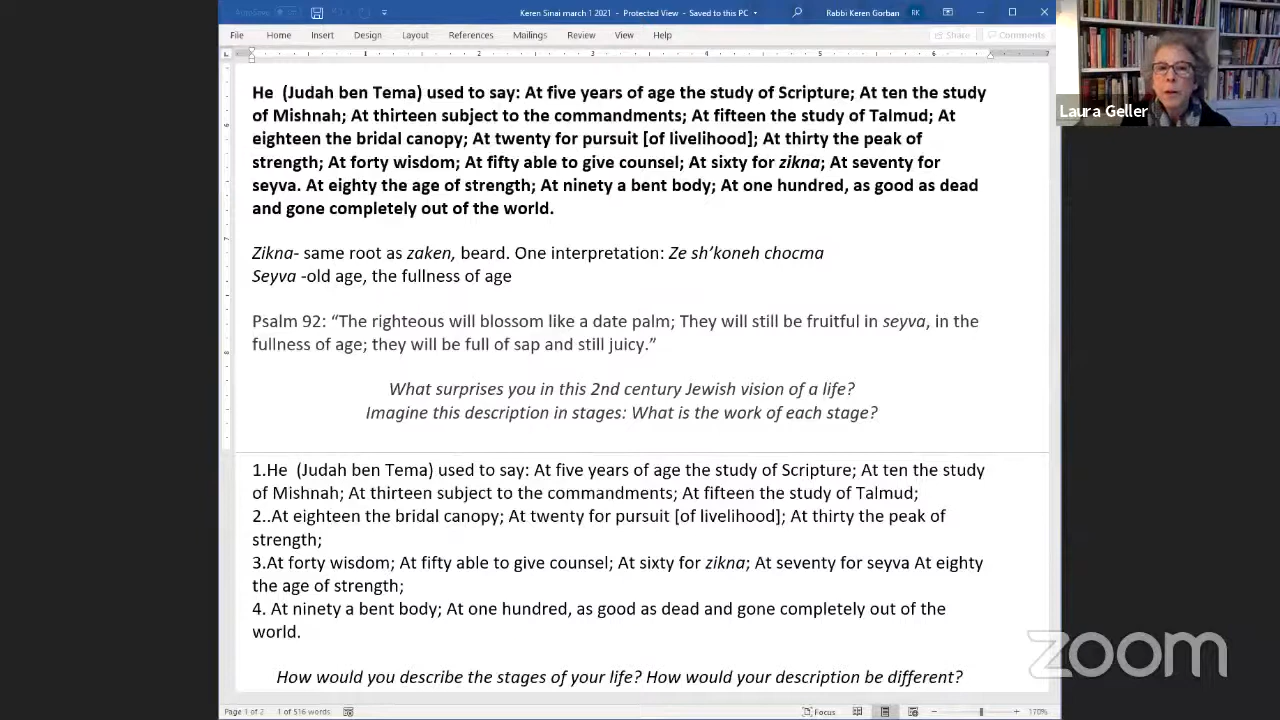 AutoSave
Keren Sinai march 1 2021 - Protected View - Saved to this PC
Rabbi Keren Gorban
RK
File Home Insert Design Layout References Mailings Review View Help
Share Comments
1 2 3 4 5 6 7
He (Judah ben Tema) used to say: At five years of age the study of Scripture; At ten the study
of Mishnah; At thirteen subject to the commandments; At fifteen the study of Talmud; At
eighteen the bridal canopy; At twenty for pursuit [of livelihood]; At thirty the peak of
strength; At forty wisdom; At fifty able to give counsel; At sixty for zikna; At seventy for
seyva. At eighty the age of strength; At ninety a bent body; At one hundred, as good as dead
and gone completely out of the world.
Zikna- same root as zaken, beard. One interpretation: Ze sh’koneh chocma
Seyva -old age, the fullness of age
Psalm 92: “The righteous will blossom like a date palm; They will still be fruitful in seyva, in the
fullness of age; they will be full of sap and still juicy.”
What surprises you in this 2nd century Jewish vision of a life?
Imagine this description in stages: What is the work of each stage?
1.He (Judah ben Tema) used to say: At five years of age the study of Scripture; At ten the study
of Mishnah; At thirteen subject to the commandments; At fifteen the study of Talmud;
2..At eighteen the bridal canopy; At twenty for pursuit [of livelihood]; At thirty the peak of
strength;
3.At forty wisdom; At fifty able to give counsel; At sixty for zikna; At seventy for seyva At eighty
the age of strength;
4. At ninety a bent body; At one hundred, as good as dead and gone completely out of the
world.
How would you describe the stages of your life? How would your description be different?
Page 1 of 2 1 of 516 words
Focus
170%
Laura Geller
zoom